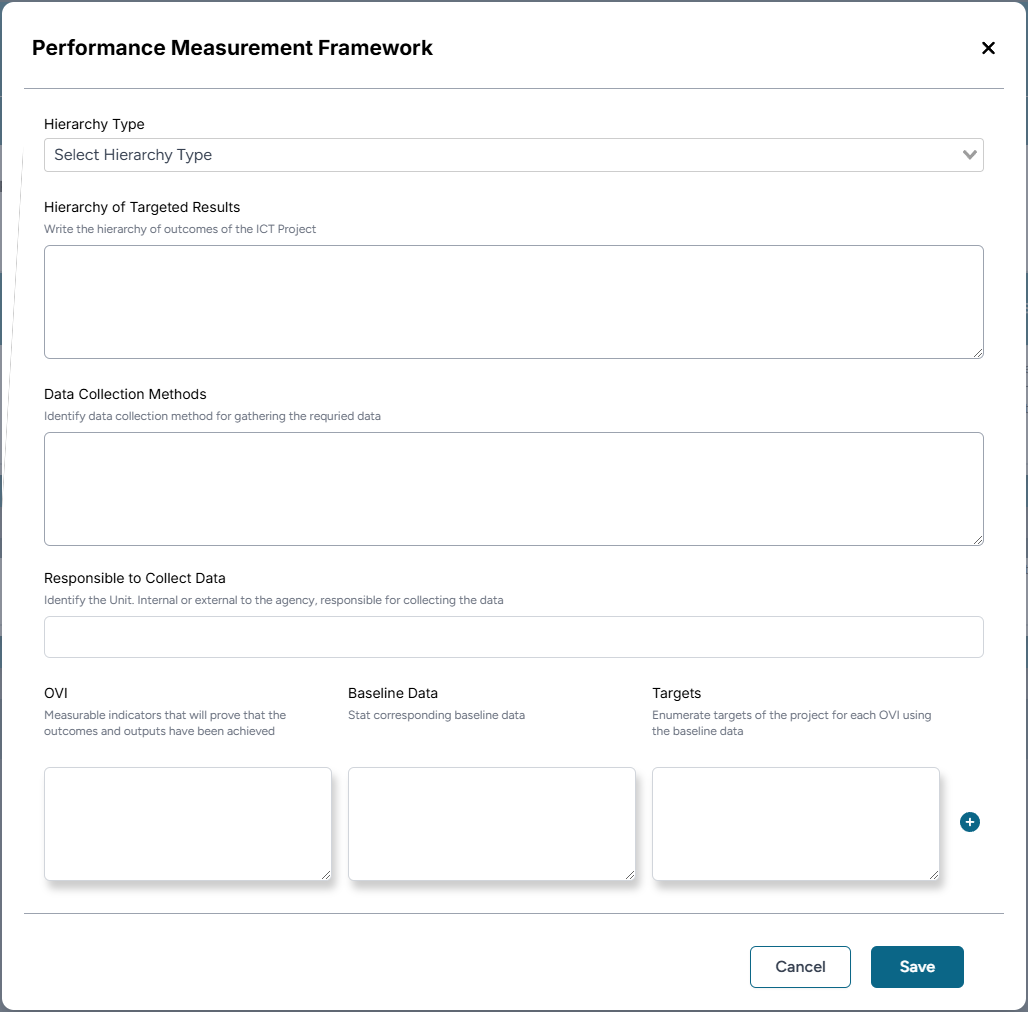 Performance Measurement Framework
Hierarchy Type
Select Hierarchy Type
Hierarchy of Targeted Results
Write the hierarchy of outcomes of the ICT Project
Data Collection Methods
Identify data collection method for gathering the requried data
Responsible to Collect Data
Identify the Unit. Internal or external to the agency, responsible for collecting the data
OVI
Measurable indicators that will prove that the
outcomes and outputs have been achieved
Baseline Data
Stat corresponding baseline data
Targets
Enumerate targets of the project for each OVI using
the baseline data
Cancel
Save